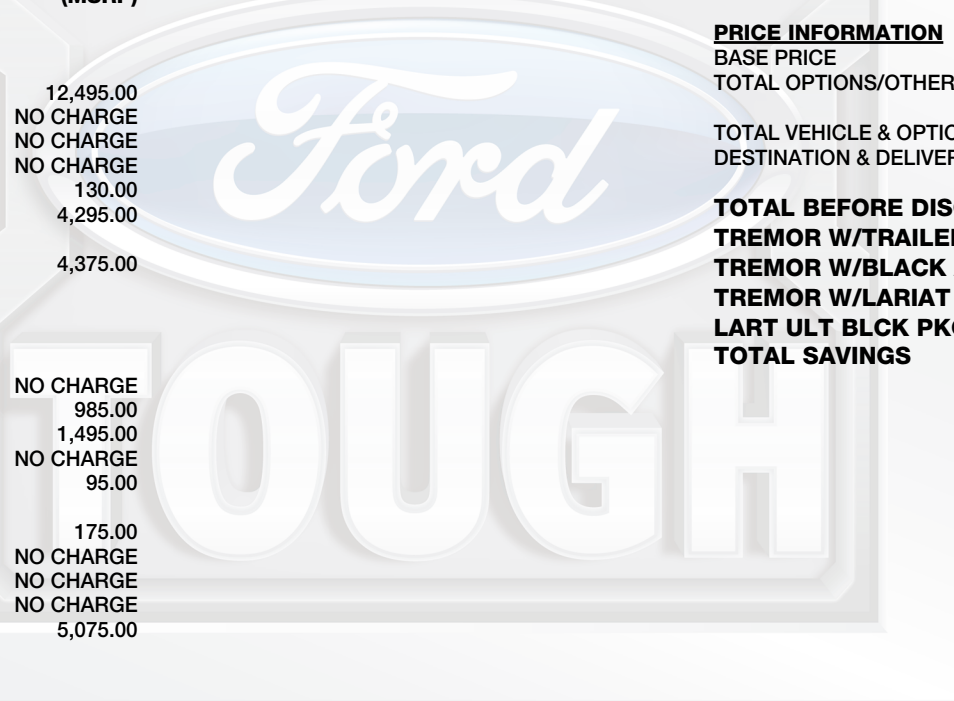 (MSRP)
12,495.00
NO CHARGE
NO CHARGE
NO CHARGE
130.00
4,295.00
4,375.00
NO CHARGE
985.00
1,495.00
NO CHARGE
95.00
175.00
NO CHARGE
NO CHARGE
NO CHARGE
5,075.00
Ford
TOUGH
PRICE INFORMATION
BASE PRICE
TOTAL OPTIONS/OTHER
TOTAL VEHICLE & OPTIO
DESTINATION & DELIVER
TOTAL BEFORE DIS
TREMOR W/TRAILE
TREMOR W/BLACK
TREMOR W/LARIAT
LART ULT BLCK PK
TOTAL SAVINGS